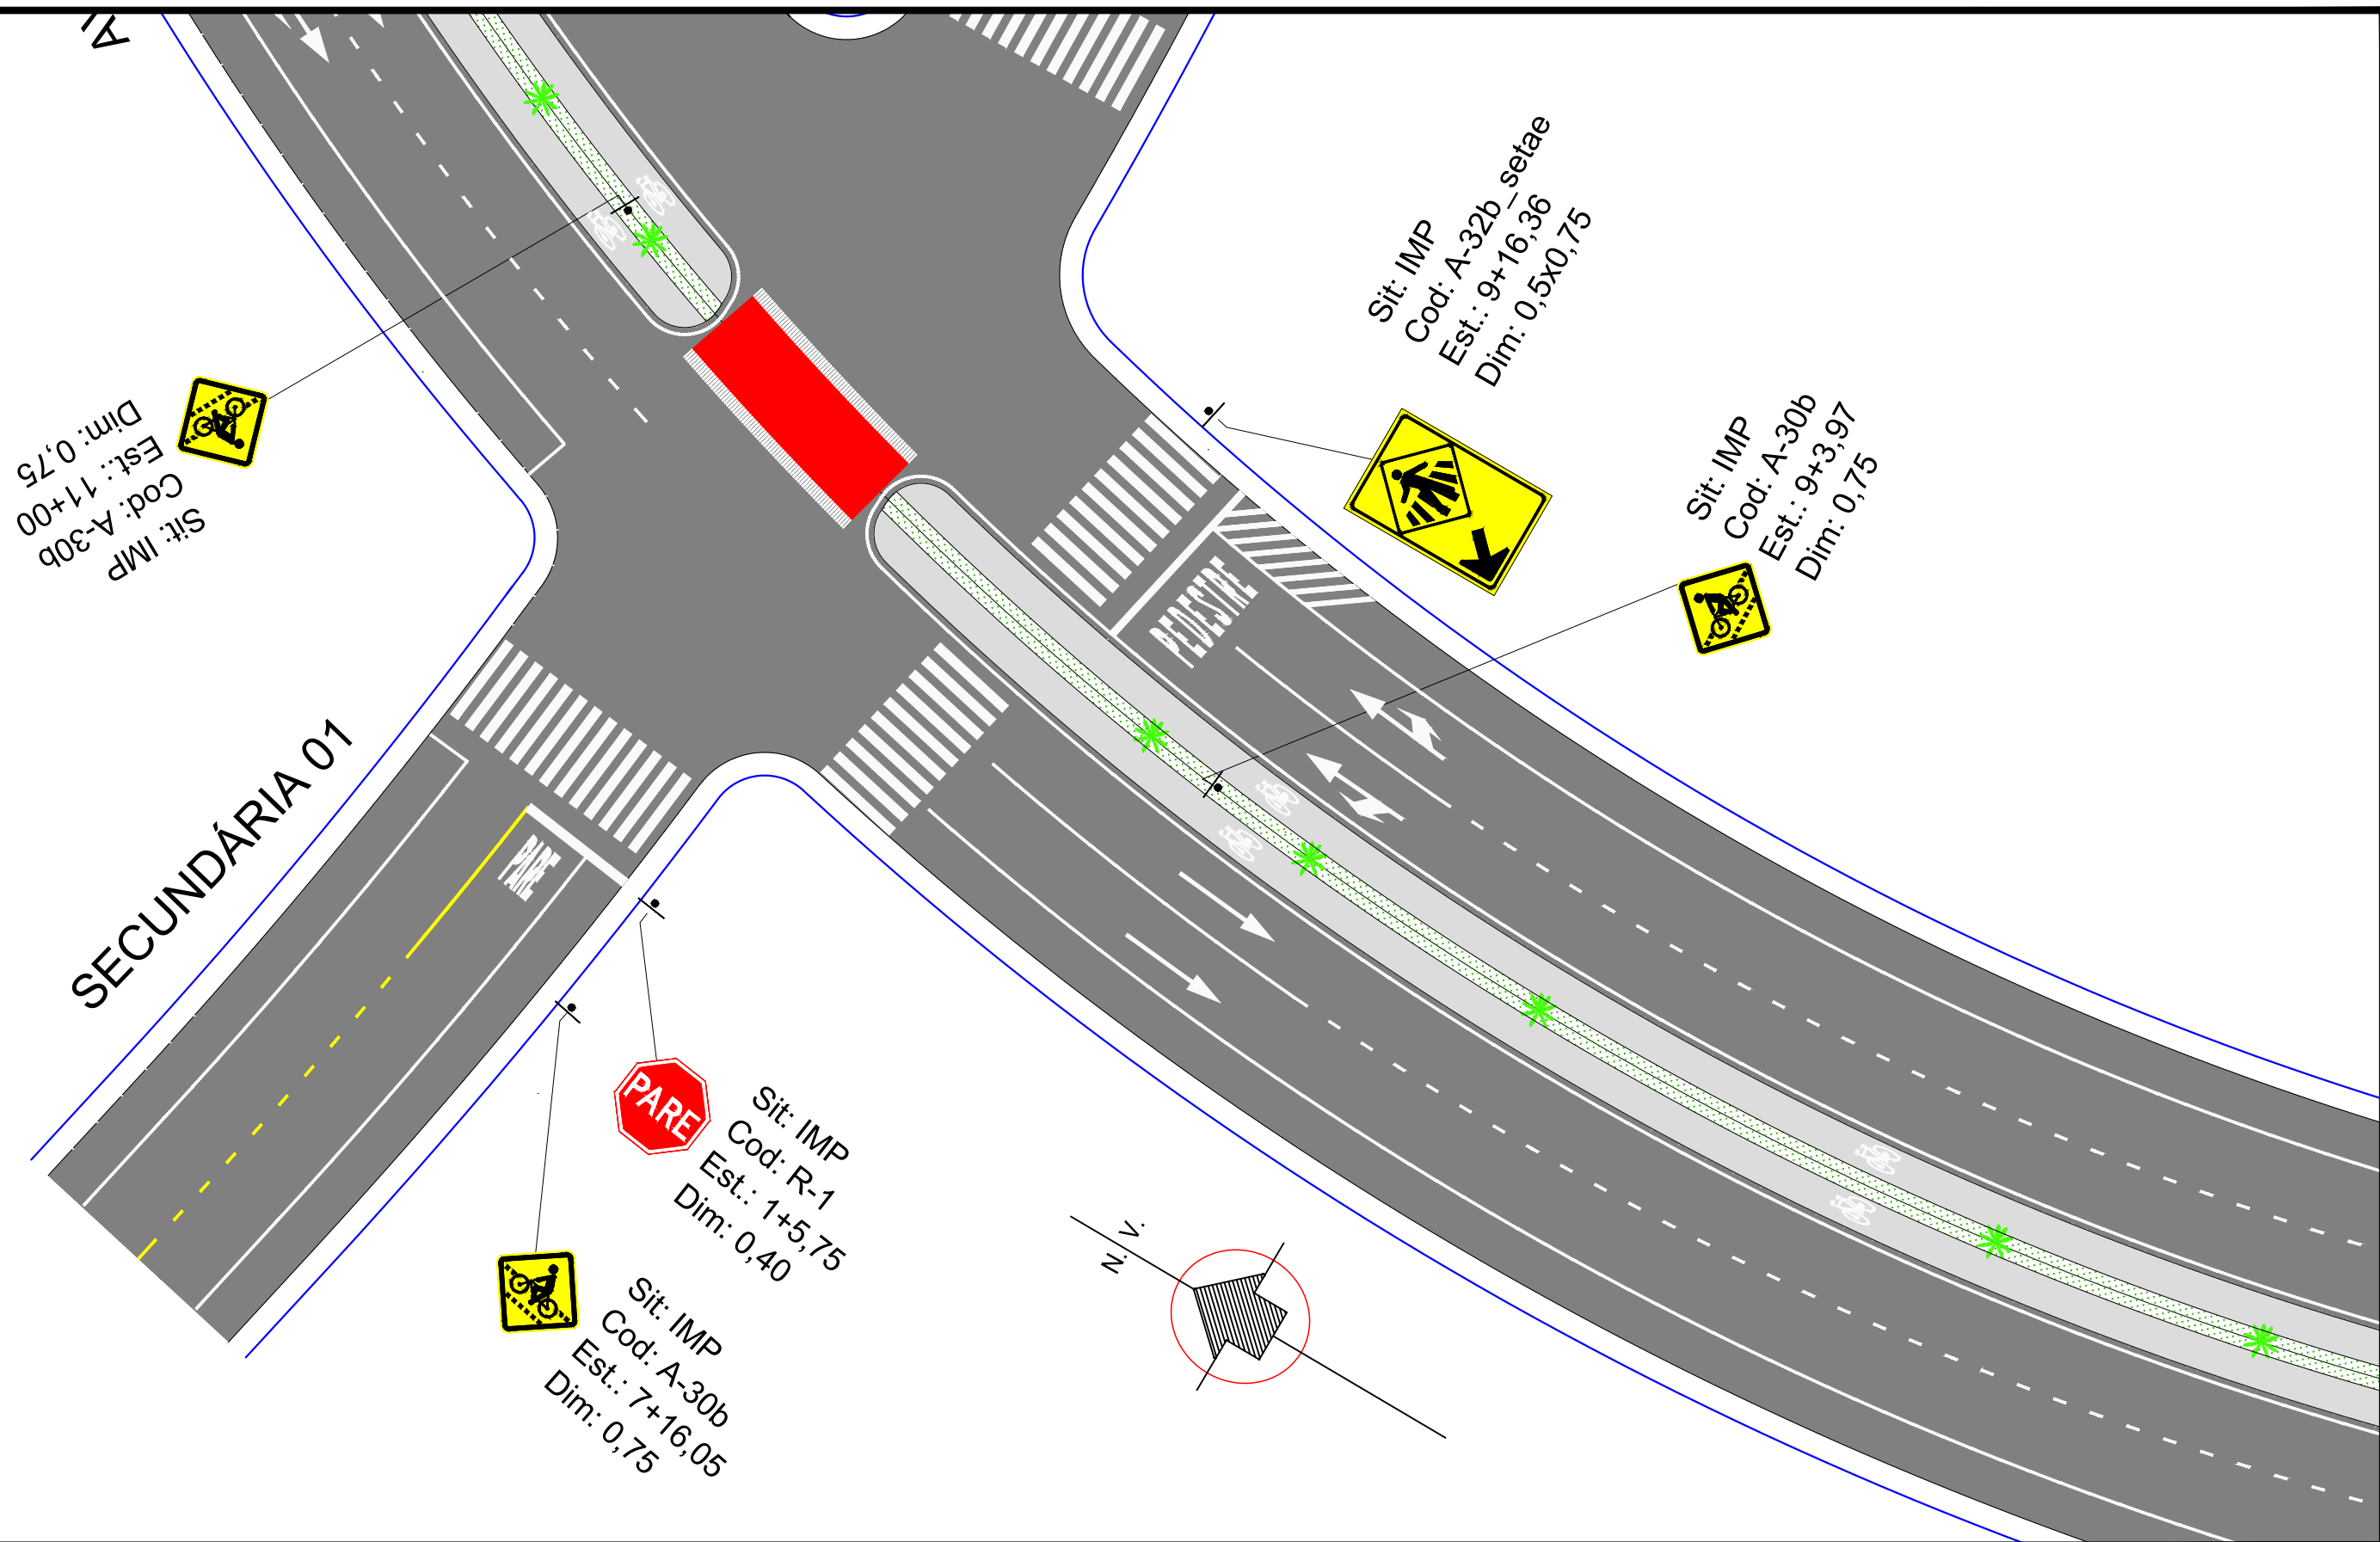 Sit: IMP
Cod: A-32b_setae
Est.: 9+16,36
Dim: 0,5x0,75
Sit: IMP
Cod: A-30b
Est.: 9+3,97
Dim: 0,75
Sit: IMP
Cod: A-30b
Est.: 11+00
Dim: 0,75
PEDESTRE
SECUNDÁRIA 01
PARE
PARE
Sit: IMP
Cod: R-1
Est.: 1+5,75
Dim: 0,40
Sit: IMP
Cod: A-30b
Est.: 7+16,05
Dim: 0,75
N. V.